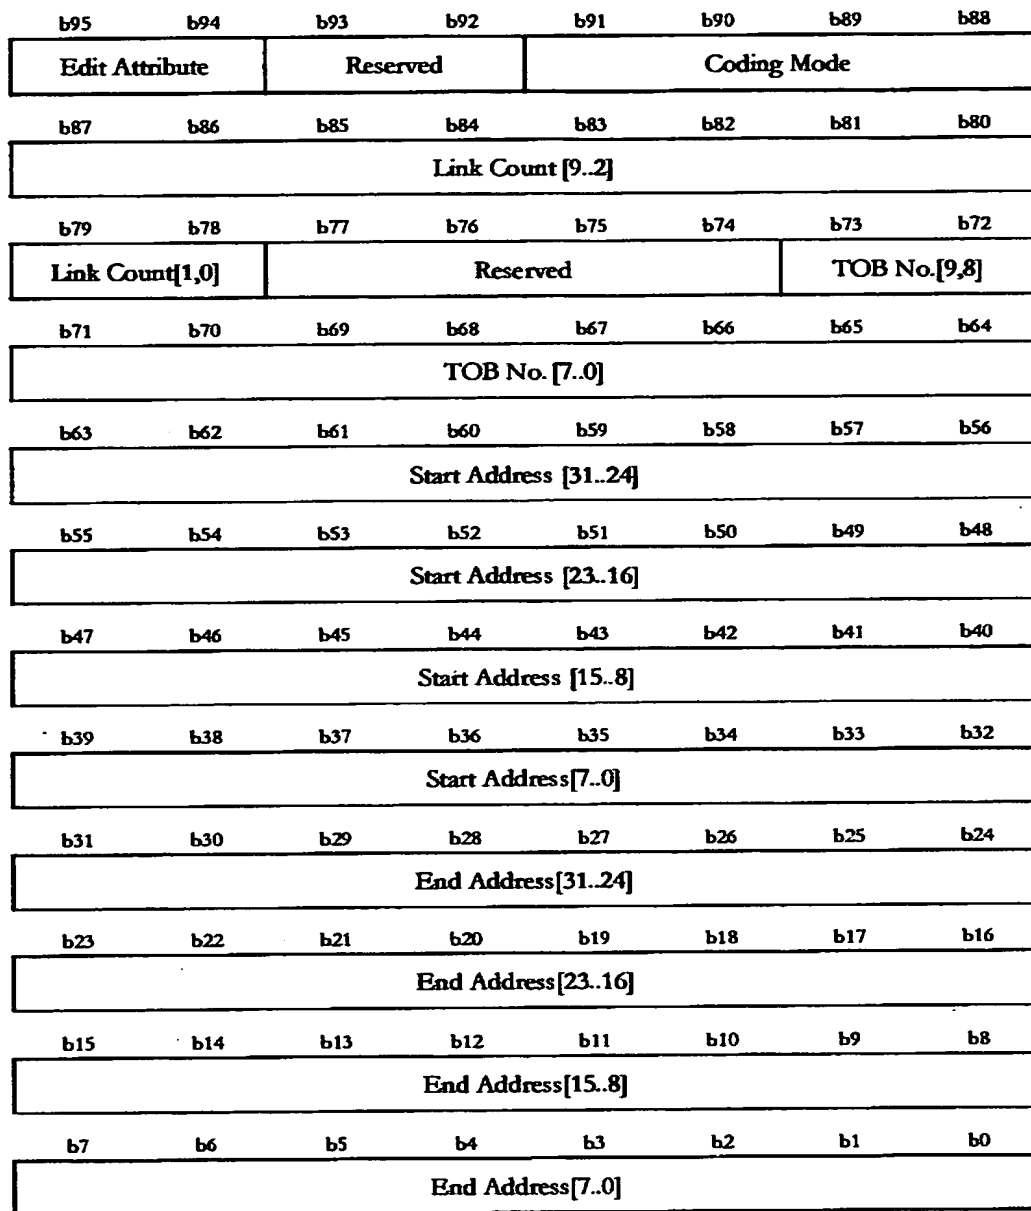 b95 b94 b93 b92 b91 b90 b89 b88
Edit Attribute Reserved Coding Mode
b87 b86 b85 b84 b83 b82 b81 b80
Link Count [9..2]
b79 b78 b77 b76 b75 b74 b73 b72
Link Count[1,0] Reserved TOB No.[9,8]
b71 b70 b69 b68 b67 b66 b65 b64
TOB No. [7..0]
b63 b62 b61 b60 b59 b58 b57 b56
Start Address [31..24]
b55 b54 b53 b52 b51 b50 b49 b48
Start Address [23..16]
b47 b46 b45 b44 b43 b42 b41 b40
Start Address [15..8]
b39 b38 b37 b36 b35 b34 b33 b32
Start Address[7..0]
b31 b30 b29 b28 b27 b26 b25 b24
End Address[31..24]
b23 b22 b21 b20 b19 b18 b17 b16
End Address[23..16]
b15 b14 b13 b12 b11 b10 b9 b8
End Address[15..8]
b7 b6 b5 b4 b3 b2 b1 b0
End Address[7..0]